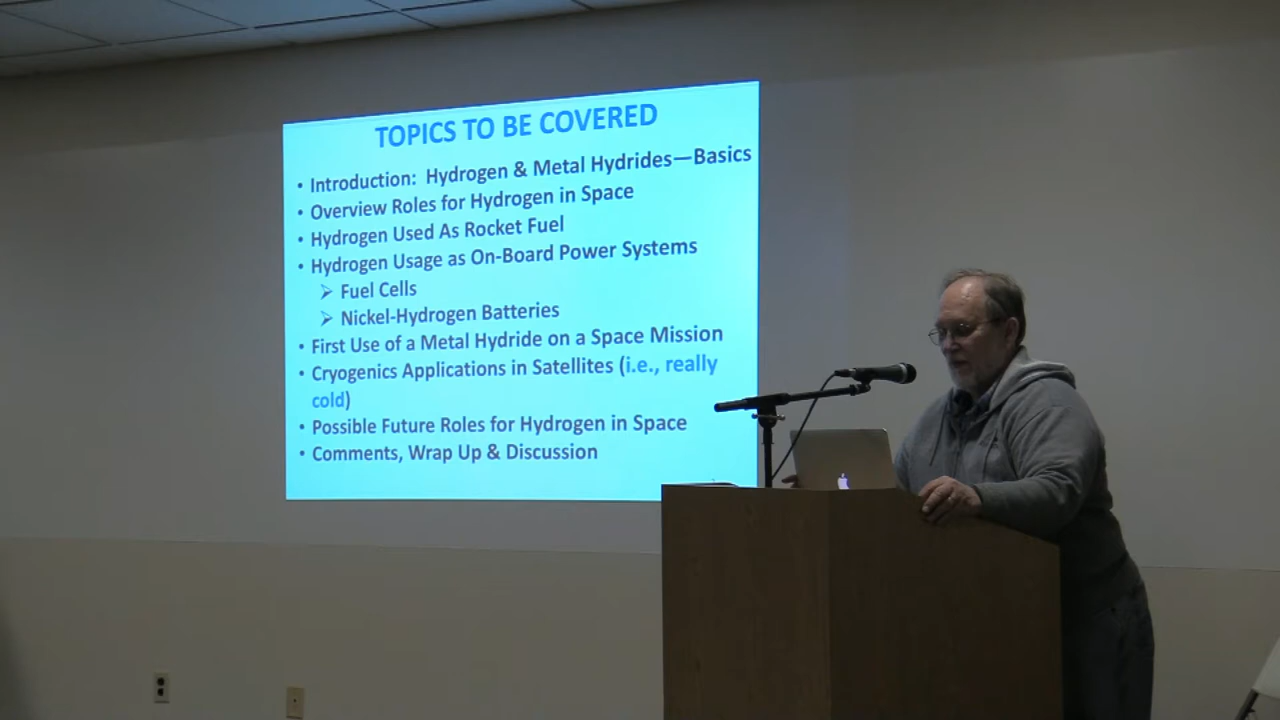 TOPICS TO BE COVERED
• Introduction: Hydrogen & Metal Hydrides—Basics
• Overview Roles for Hydrogen in Space
• Hydrogen Used As Rocket Fuel
• Hydrogen Usage as On-Board Power Systems
➢ Fuel Cells
➢ Nickel-Hydrogen Batteries
• First Use of a Metal Hydride on a Space Mission
• Cryogenics Applications in Satellites (i.e., really
cold)
• Possible Future Roles for Hydrogen in Space
• Comments, Wrap Up & Discussion